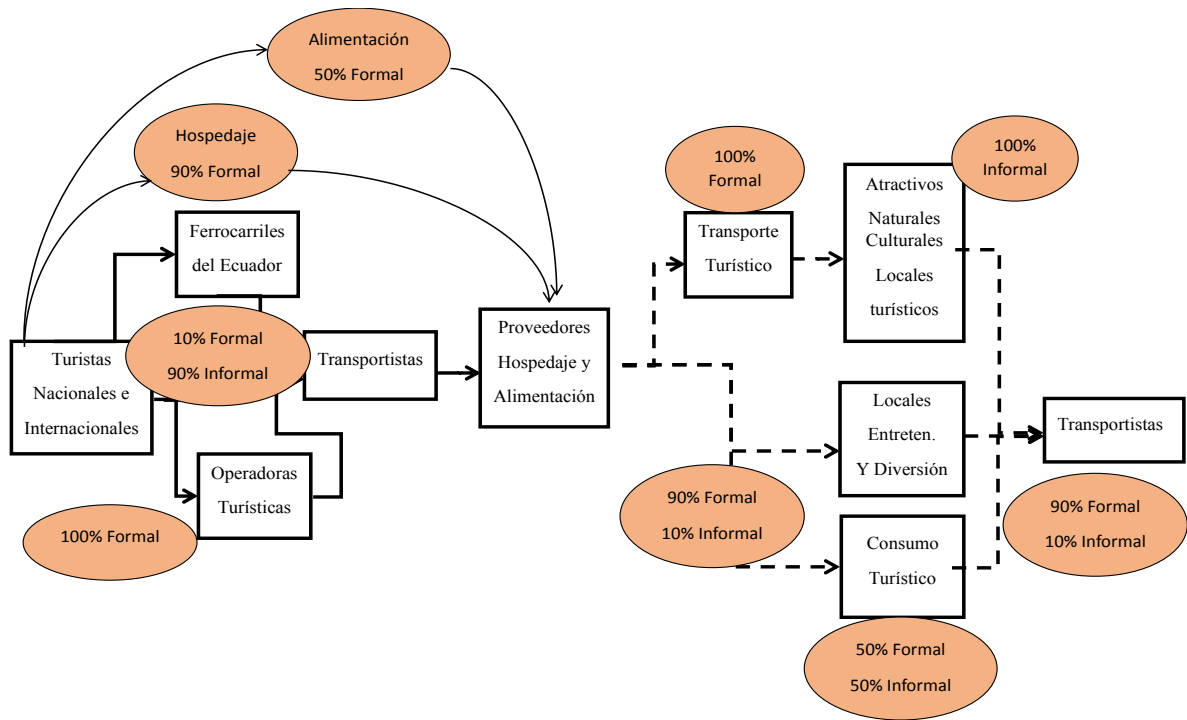 Alimentación
50% Formal
Hospedaje
90% Formal
Ferrocarriles
del Ecuador
10% Formal
90% Informal
Turistas
Nacionales e
Internacionales
Transportistas
Operadoras
Turísticas
100% Formal
Proveedores
Hospedaje y
Alimentación
100%
Formal
Transporte
Turístico
100%
Informal
Atractivos
Naturales
Culturales
Locales
turísticos
Locales
Entreten.
Y Diversión
90% Formal
10% Informal
Consumo
Turístico
50% Formal
50% Informal
Transportistas
90% Formal
10% Informal